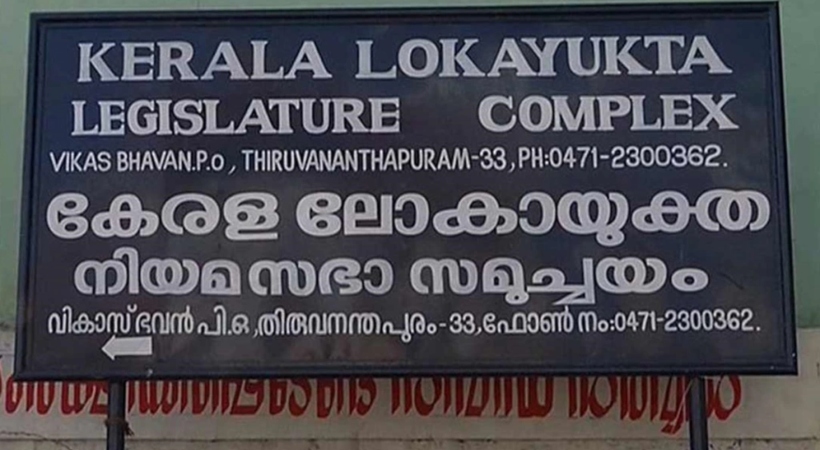 KERALA LOKAYUKTA
LEGISLATURE COMPLEX
VIKAS BHAVAN.P.o, THIRUVANANTHAPURAM-33, PH:0471-2300362.
കേരള ലോകായുക്ത
നിയമസഭാ സമുച്ചയം
വികാസ് ഭവൻ പി.ഒ, തിരുവനന്തപുരം-33, ഫോൺ നം:0471-2300362.